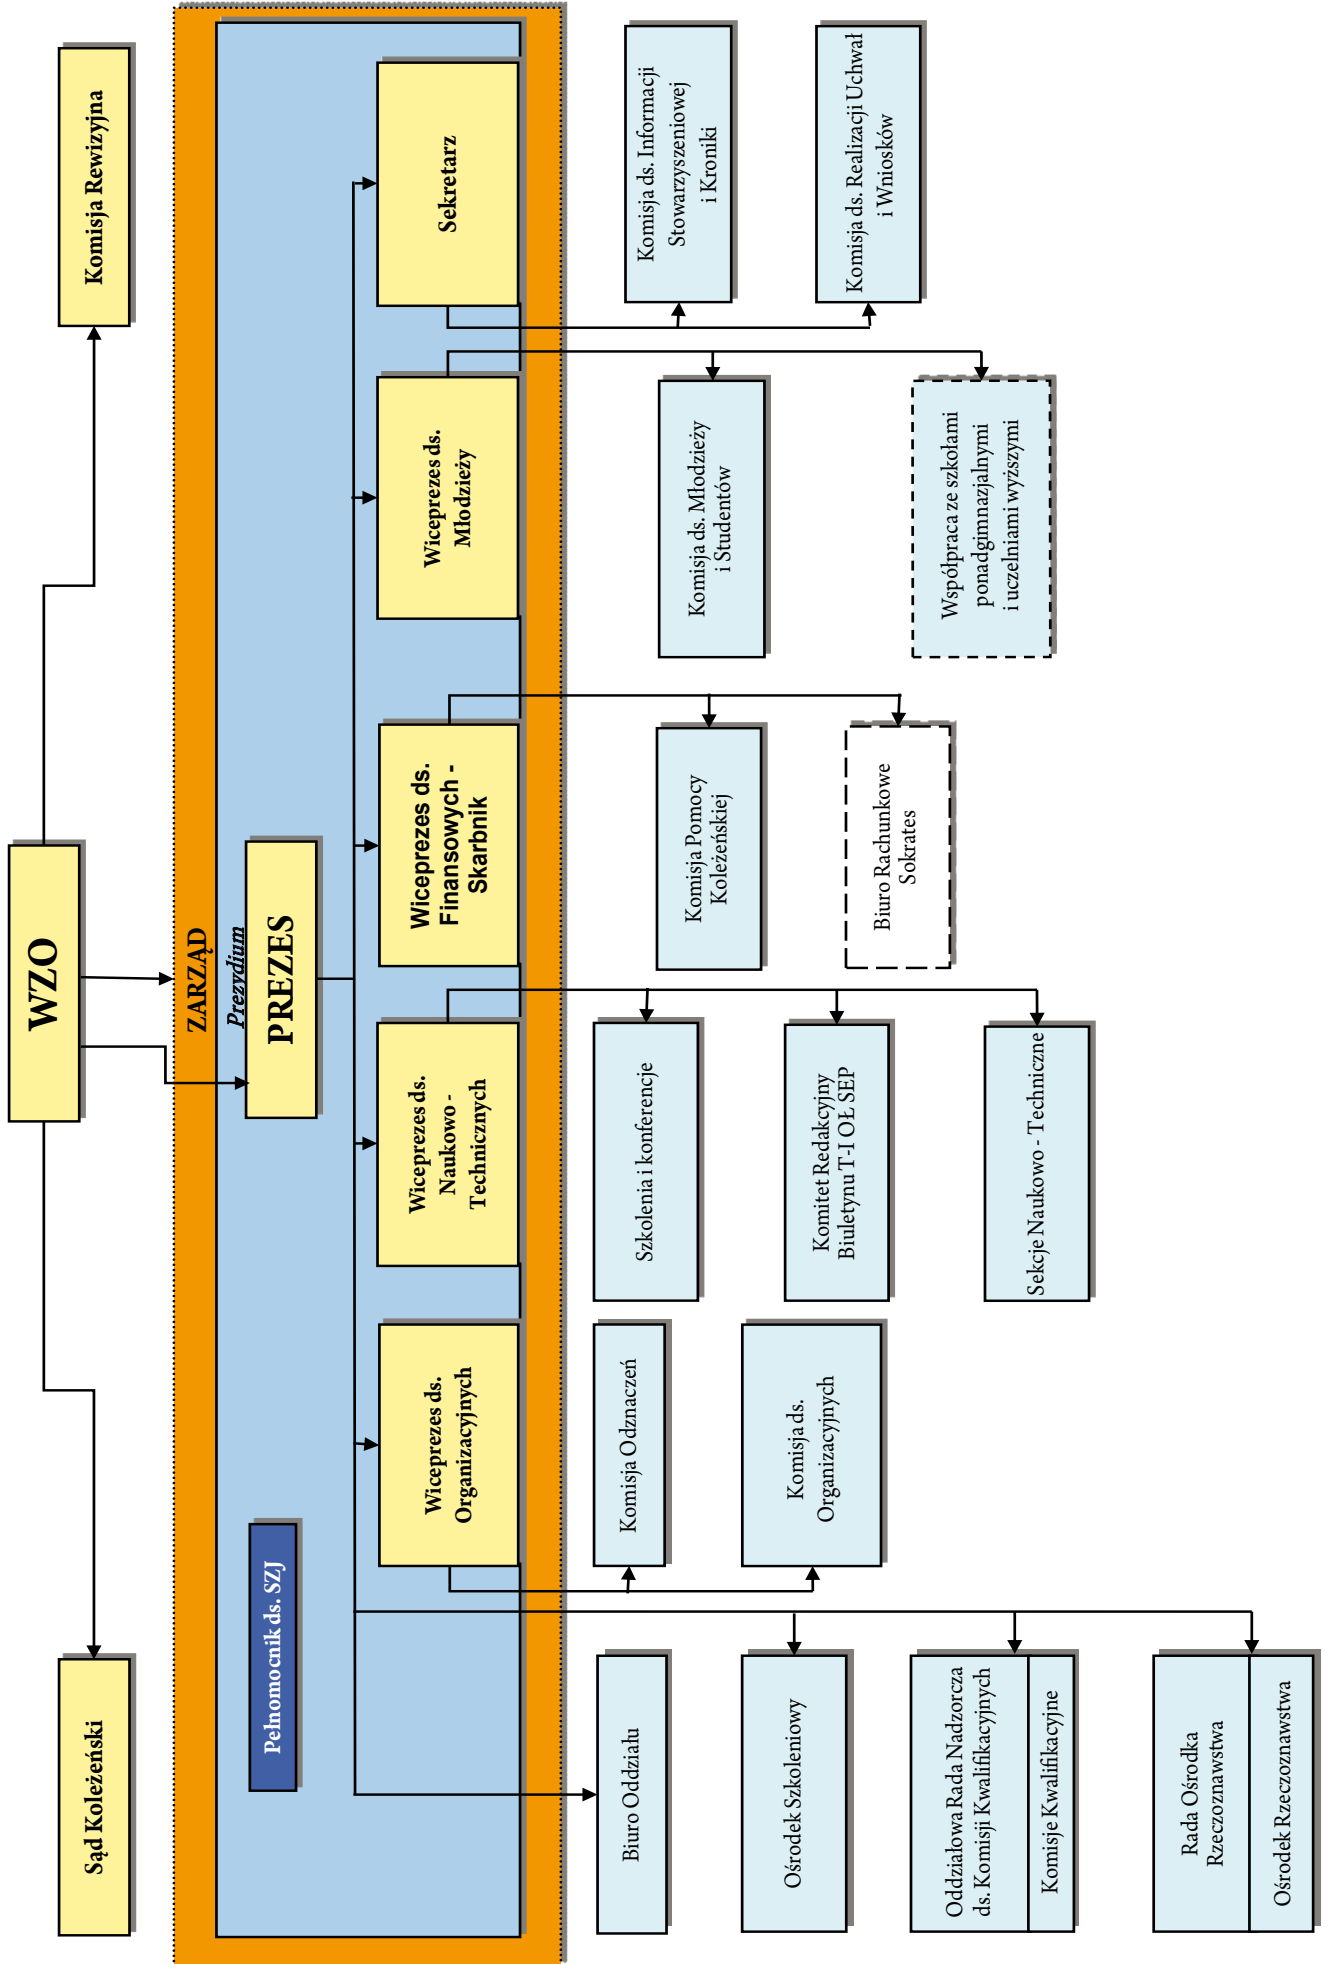 WZO
Sąd Koleżeński
Komisja Rewizyjna
ZARZĄD
Prezydium
PREZES
Pełnomocnik ds. SZJ
Wiceprezes ds.
Organizacyjnych
Wiceprezes ds.
Naukowo -
Technicznych
Wiceprezes ds.
Finansowych -
Skarbnik
Wiceprezes ds.
Młodzieży
Sekretarz
Biuro Oddziału
Ośrodek Szkoleniowy
Oddziałowa Rada Nadzorcza
ds. Komisji Kwalifikacyjnych
Komisje Kwalifikacyjne
Rada Ośrodka
Rzeczoznawstwa
Ośrodek Rzeczoznawstwa
Komisja Odznaczeń
Komisja ds.
Organizacyjnych
Szkolenia i konferencje
Komitet Redakcyjny
Biuletynu T-I OŁ SEP
Sekcje Naukowo - Techniczne
Komisja Pomocy
Koleżeńskiej
Biuro Rachunkowe
Sokrates
Komisja ds. Młodzieży
i Studentów
Współpraca ze szkołami
ponadgimnazjalnymi
i uczelniami wyższymi
Komisja ds. Informacji
Stowarzyszeniowej
i Kroniki
Komisja ds. Realizacji Uchwał
i Wniosków